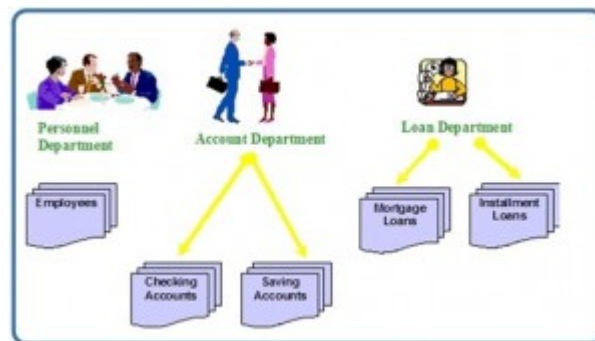 Personnel
Department
Account Department
Loan Department
Employees
Mortgage
Loans
Installment
Loans
Checking
Accounts
Saving
Accounts